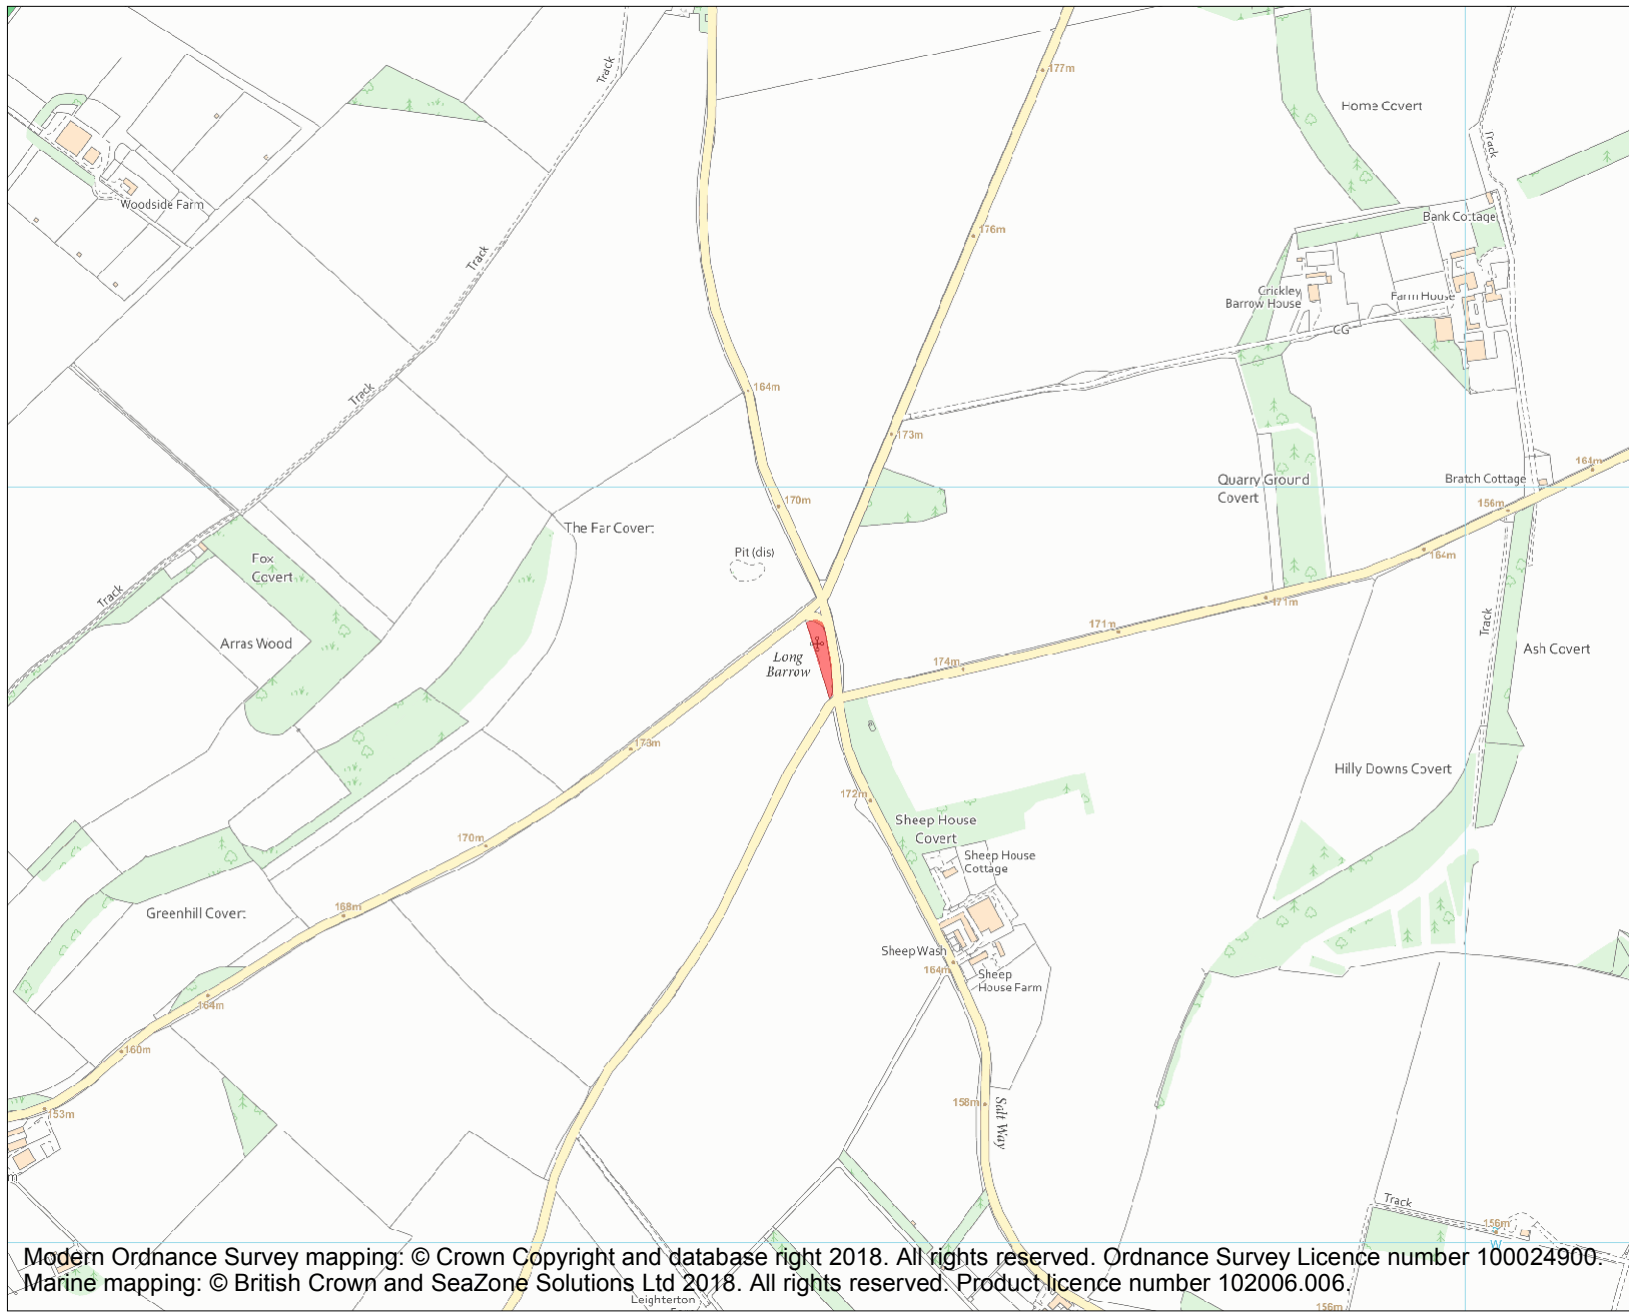 Track
177m
Home Covert
Track
Woodside Farm
Bank Cottage
176m
Track
Crickley
Barrow House
Farm House
CG
Track
164m
173m
164m
Quarry Ground
Covert
Bratch Cottage
170m
156m
The Far Covert
Pit (dis)
164m
Fox
Covert
Track
171m
171m
Track
Arras Wood
Ash Covert
Long
Barrow
174m
173m
Hilly Downs Covert
172m
Sheep House
Covert
170m
Sheep House
Cottage
168m
Greenhill Covert
Sheep Wash
164m
Sheep
House Farm
164m
160m
158m
Salt Way
153m
m
Track
156m
W
Modern Ordnance Survey mapping: © Crown Copyright and database right 2018. All rights reserved. Ordnance Survey Licence number 100024900.
Marine mapping: © British Crown and SeaZone Solutions Ltd 2018. All rights reserved. Product licence number 102006.006.
Leighterton
156m